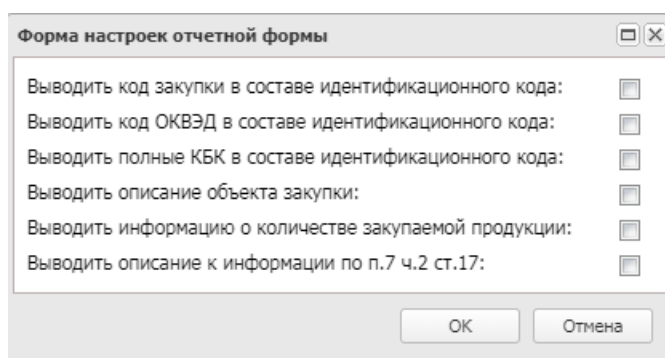 Форма настроек отчетной формы
Выводить код закупки в составе идентификационного кода:
Выводить код ОКВЭД в составе идентификационного кода:
Выводить полные КБК в составе идентификационного кода:
Выводить описание объекта закупки:
Выводить информацию о количестве закупаемой продукции:
Выводить описание к информации по п.7 ч.2 ст.17:
ОК Отмена